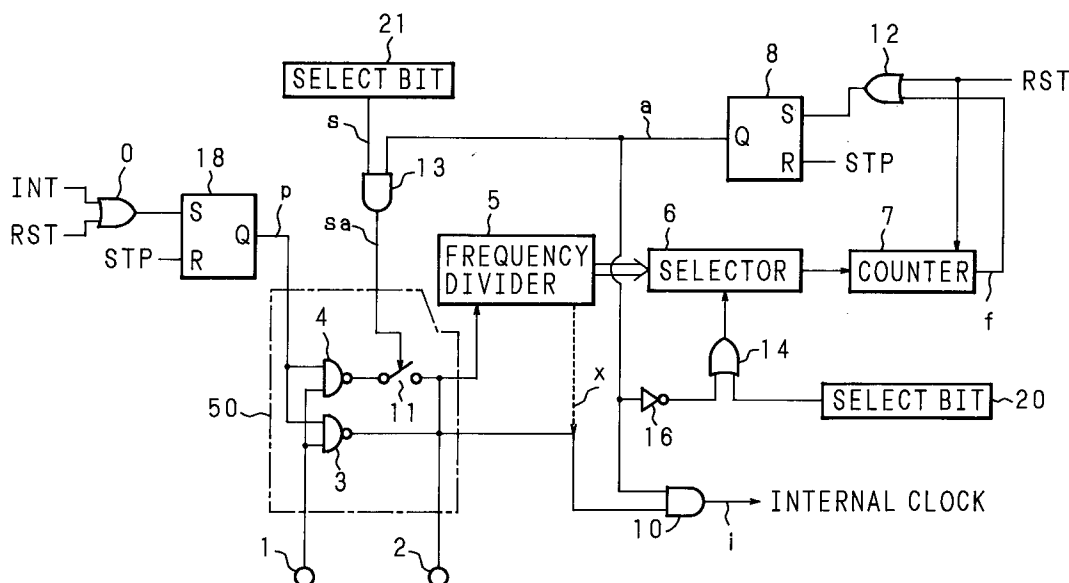 21
SELECT BIT
8
12
S
Q
R
STP
RST
a
s
13
sa
0
INT
RST
18
S
Q
R
STP
p
5
FREQUENCY
DIVIDER
6
SELECTOR
7
COUNTER
f
4
11
50
3
x
14
16
SELECT BIT
20
10
i
INTERNAL CLOCK
1
2